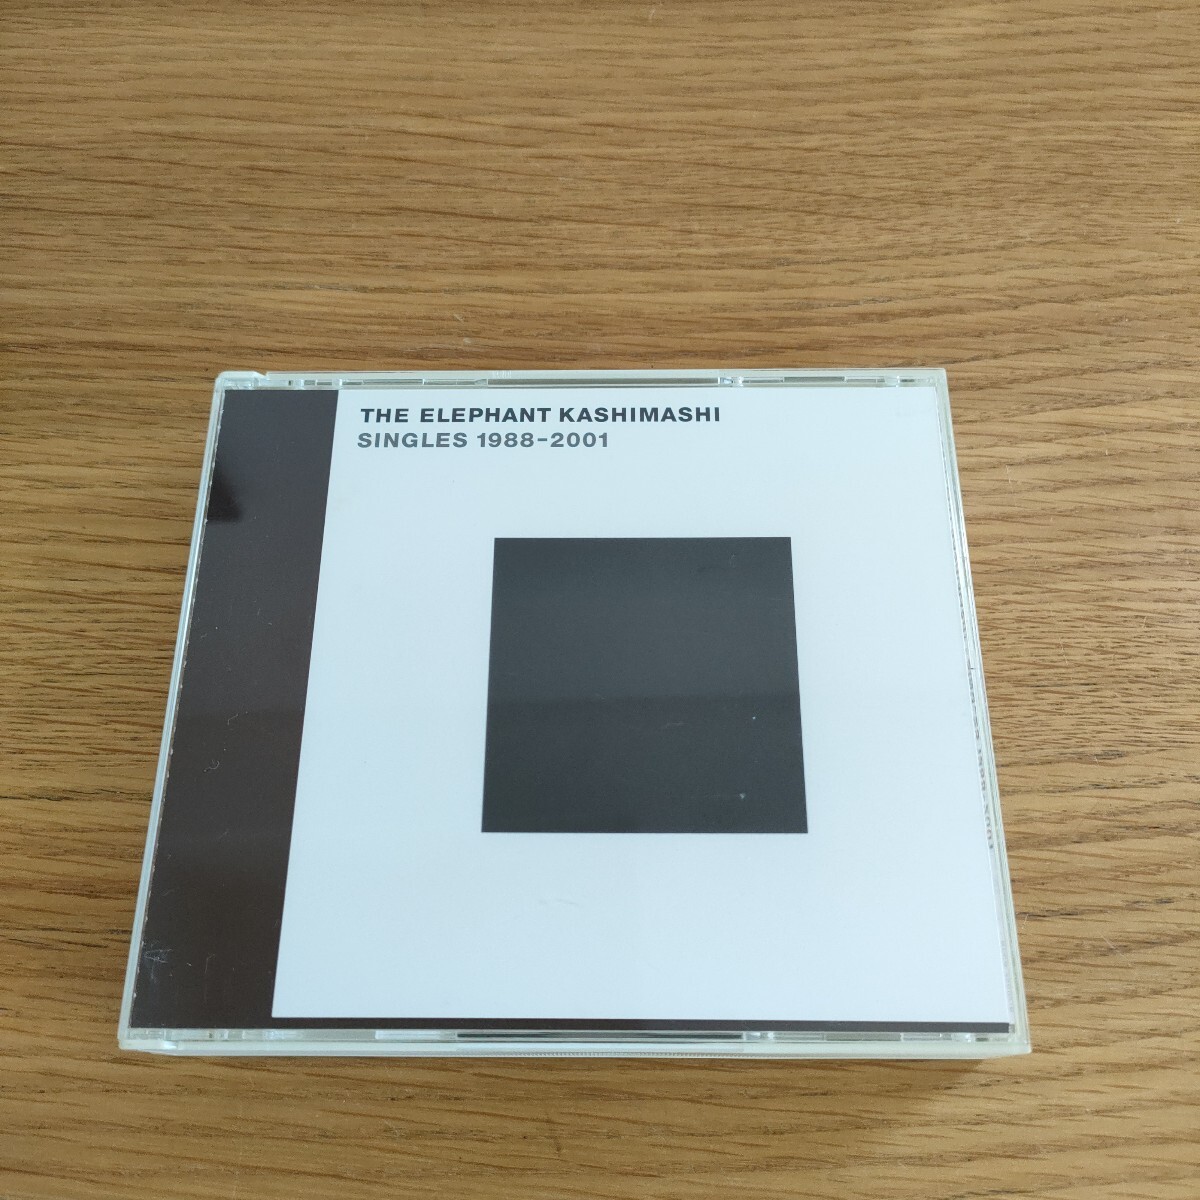 THE ELEPHANT KASHIMASHI
SINGLES 1988-2001